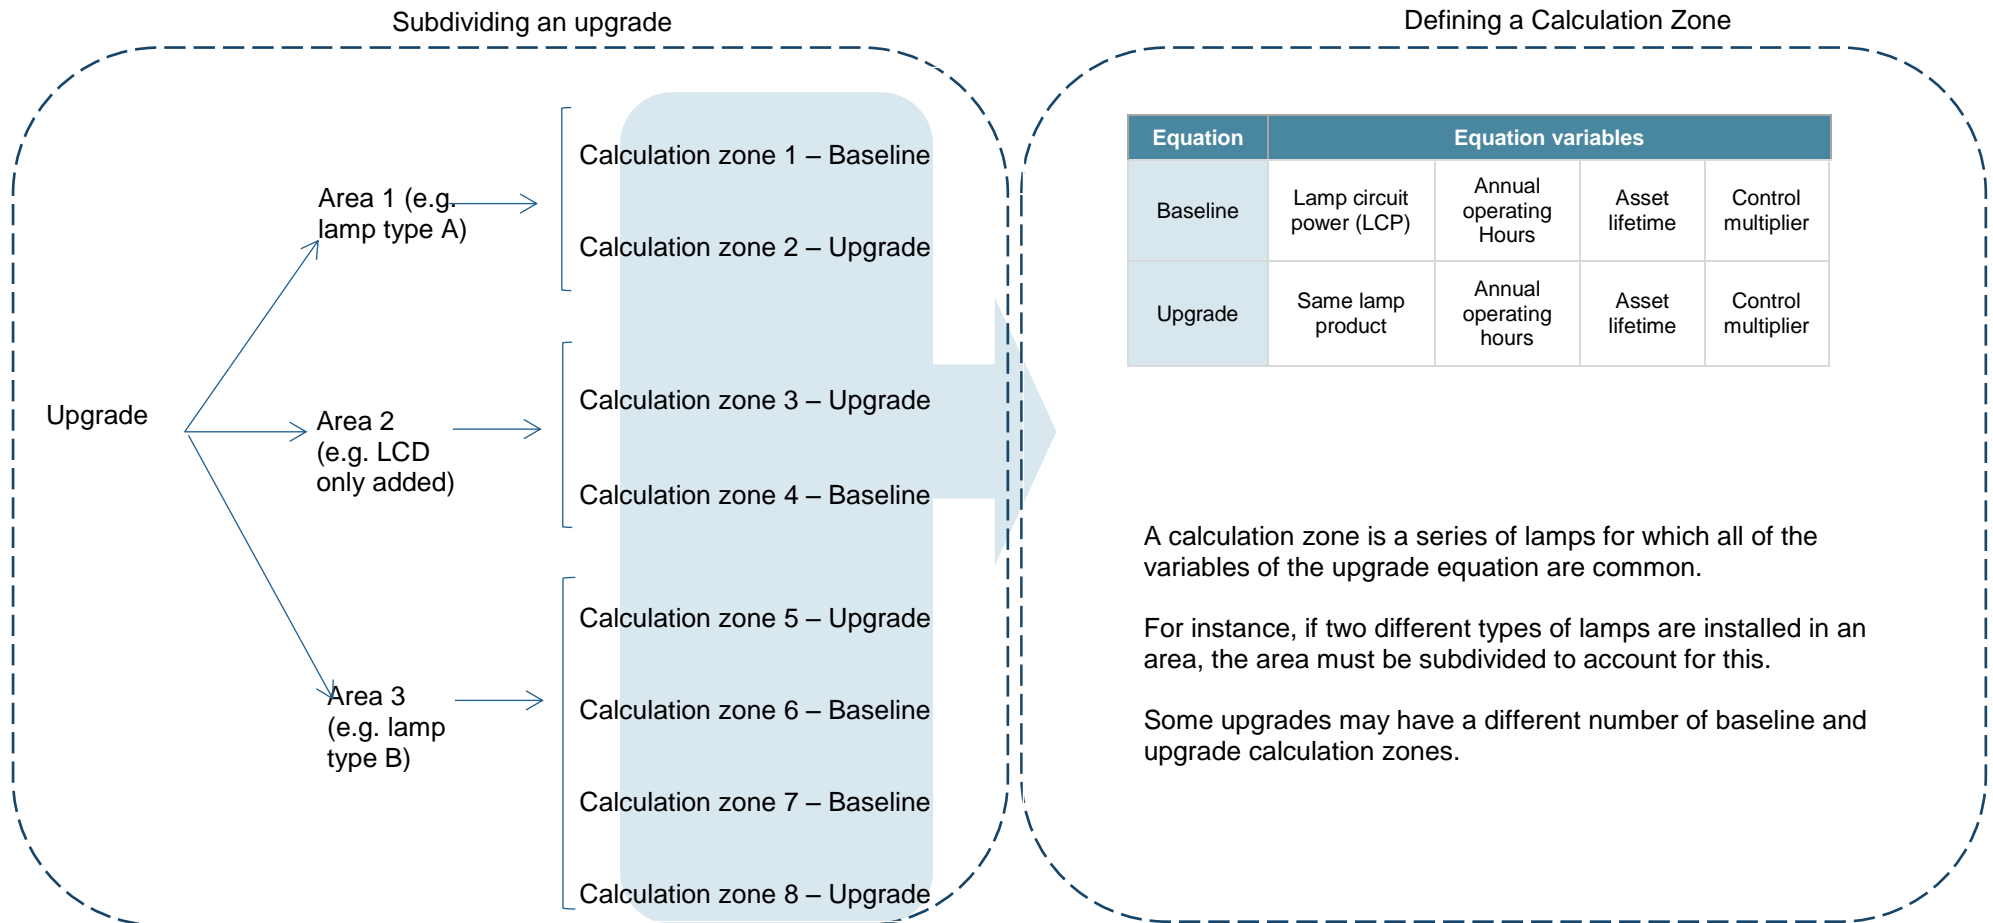 Subdividing an upgrade
Upgrade
Area 1 (e.g.
lamp type A)
Area 2
(e.g. LCD
only added)
Area 3
(e.g. lamp
type B)
Calculation zone 1 – Baseline
Calculation zone 2 – Upgrade
Calculation zone 3 – Upgrade
Calculation zone 4 – Baseline
Calculation zone 5 – Upgrade
Calculation zone 6 – Baseline
Calculation zone 7 – Baseline
Calculation zone 8 – Upgrade
Defining a Calculation Zone
Equation
Equation variables
Baseline
Lamp circuit
power (LCP)
Annual
operating
Hours
Asset
lifetime
Control
multiplier
Upgrade
Same lamp
product
Annual
operating
hours
Asset
lifetime
Control
multiplier
A calculation zone is a series of lamps for which all of the
variables of the upgrade equation are common.
For instance, if two different types of lamps are installed in an
area, the area must be subdivided to account for this.
Some upgrades may have a different number of baseline and
upgrade calculation zones.